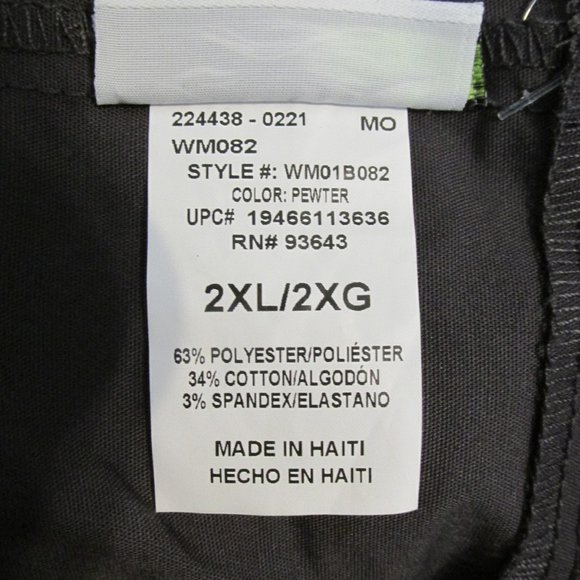 224438 - 0221 MO
WM082
STYLE #: WM01B082
COLOR: PEWTER
UPC# 19466113636
RN# 93643
2XL/2XG
63% POLYESTER/POLIÉSTER
34% COTTON/ALGODÓN
3% SPANDEX/ELASTANO
MADE IN HAITI
HECHO EN HAITI